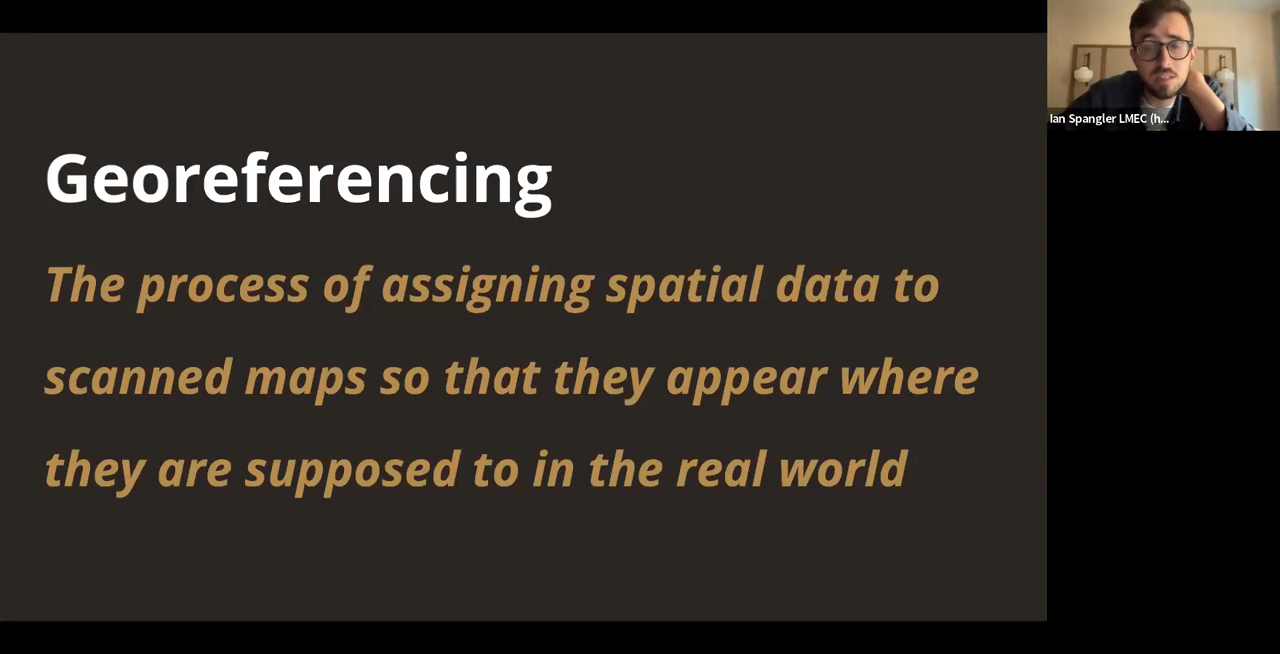 Georeferencing
The process of assigning spatial data to
scanned maps so that they appear where
they are supposed to in the real world
Ian Spangler LMEC (h...